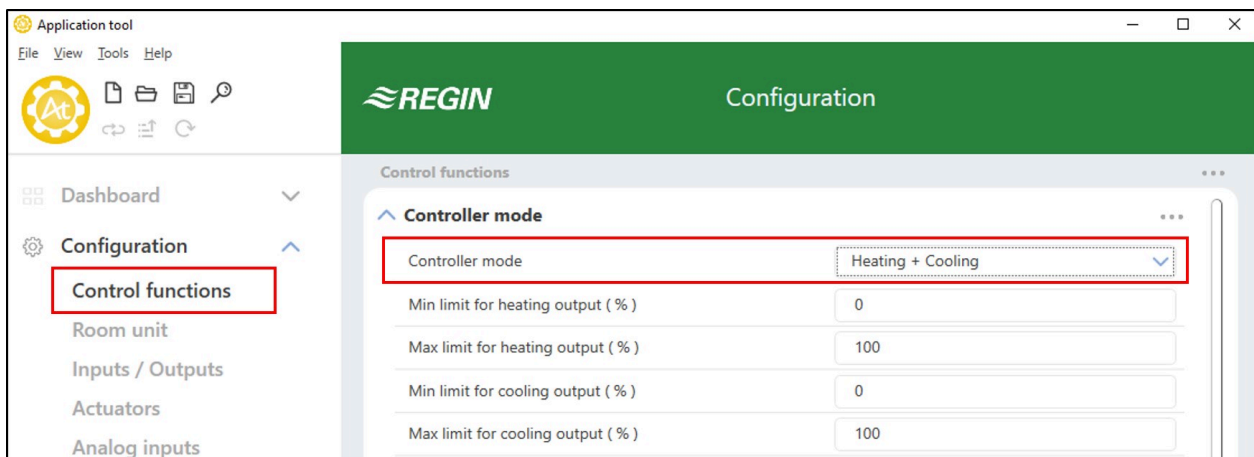 Application tool
File View Tools Help
At
REGIN
Configuration
Dashboard
Configuration
Control functions
Room unit
Inputs / Outputs
Actuators
Analog inputs
Control functions
Controller mode
Controller mode Heating + Cooling
Min limit for heating output ( % ) 0
Max limit for heating output ( % ) 100
Min limit for cooling output ( % ) 0
Max limit for cooling output ( % ) 100